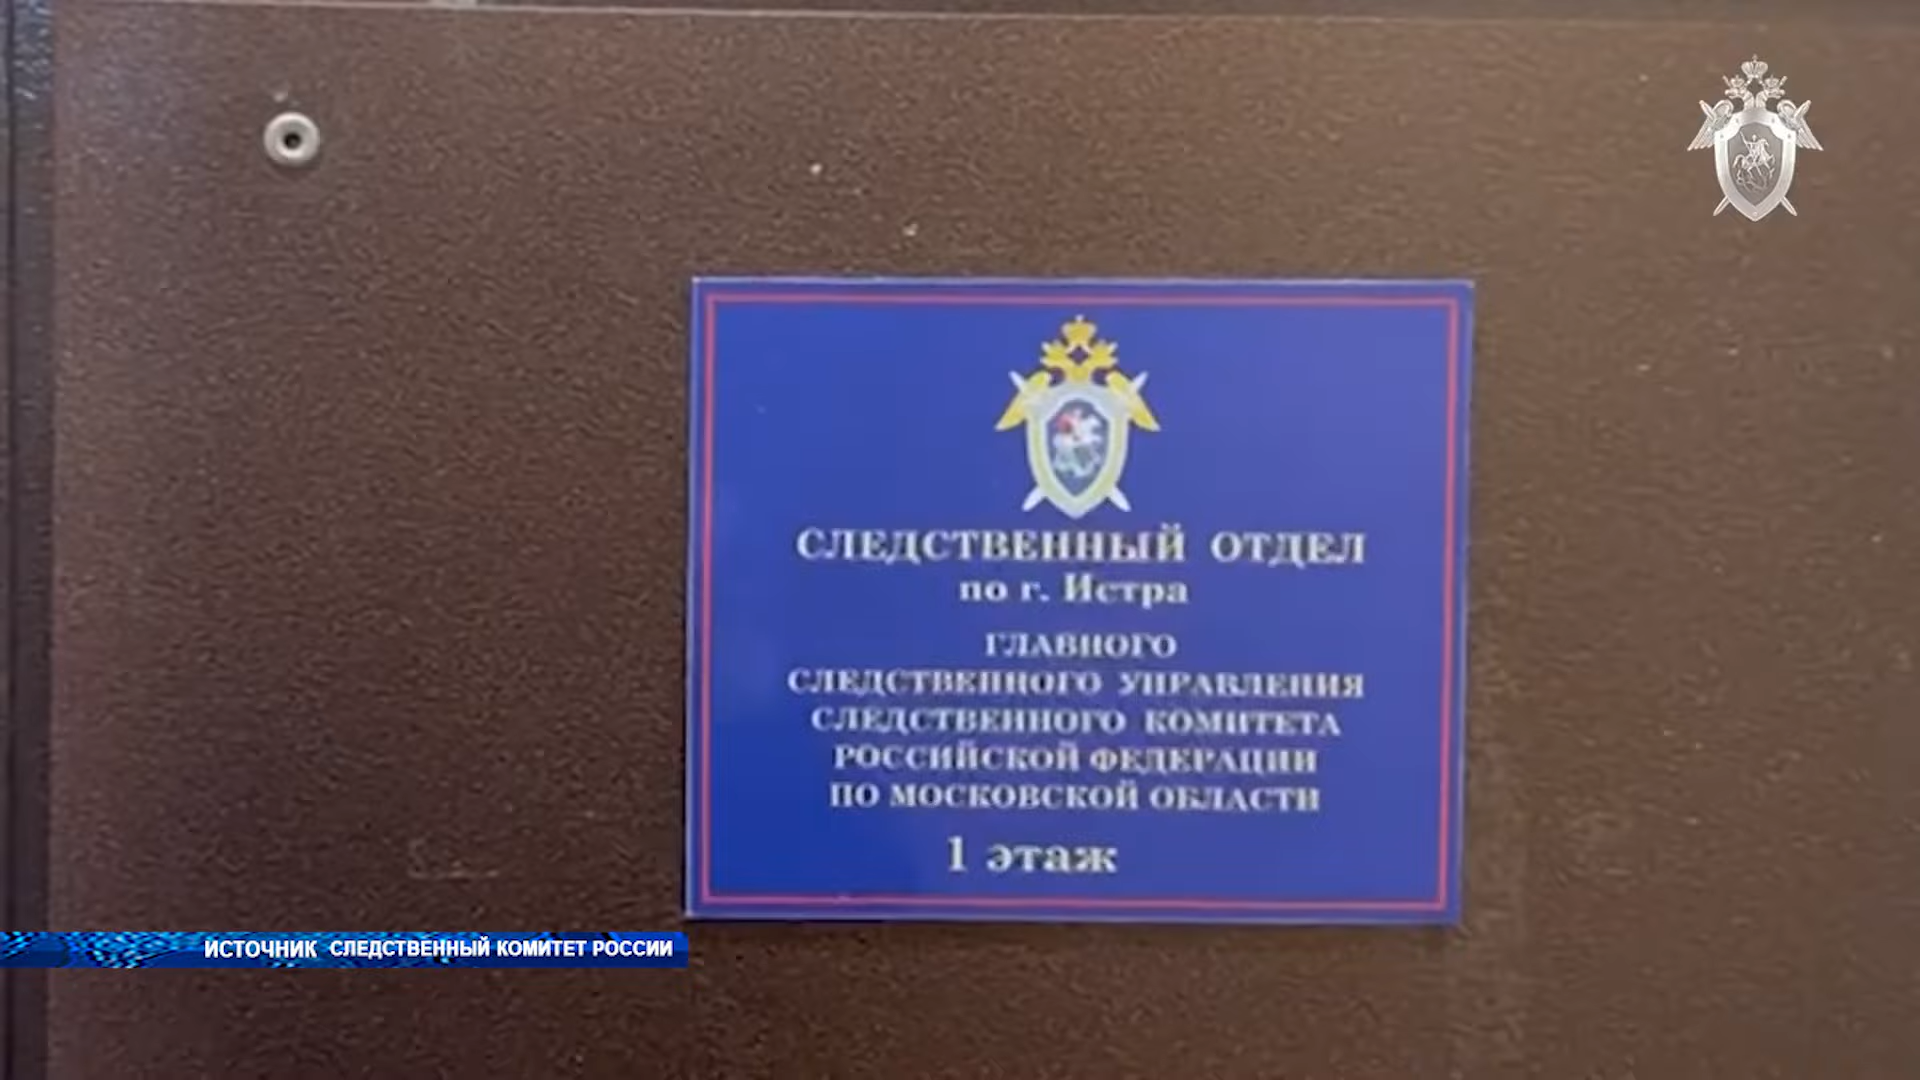 СЛЕДСТВЕННЫЙ ОТДЕЛ
по г. Истра
ГЛАВНОГО
СЛЕДСТВЕННОГО УПРАВЛЕНИЯ
СЛЕДСТВЕННОГО КОМИТЕТА
РОССИЙСКОЙ ФЕДЕРАЦИИ
ПО МОСКОВСКОЙ ОБЛАСТИ
1 этаж
ИСТОЧНИК СЛЕДСТВЕННЫЙ КОМИТЕТ РОССИИ